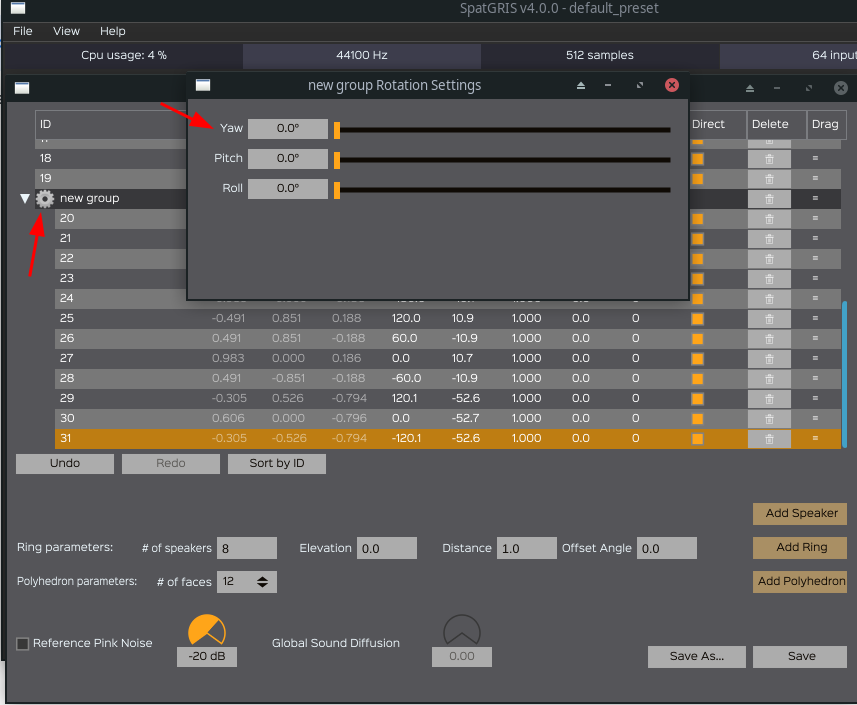 SpatGRIS v4.0.0 - default_preset
File View Help
Cpu usage: 4 % 44100 Hz 512 samples 64 input
new group Rotation Settings
Yaw 0.0°
Pitch 0.0°
Roll 0.0°
ID Direct Delete Drag
18 =
19 =
new group =
20 =
21 =
22 =
23 =
24 =
25 -0.491 0.851 0.188 120.0 10.9 1.000 0.0 0 =
26 0.491 0.851 -0.188 60.0 -10.9 1.000 0.0 0 =
27 0.983 0.000 0.186 0.0 10.7 1.000 0.0 0 =
28 0.491 -0.851 -0.188 -60.0 -10.9 1.000 0.0 0 =
29 -0.305 0.526 -0.794 120.1 -52.6 1.000 0.0 0 =
30 0.606 0.000 -0.796 0.0 -52.7 1.000 0.0 0 =
31 -0.305 -0.526 -0.794 -120.1 -52.6 1.000 0.0 0 =
Undo Redo Sort by ID
Add Speaker
Ring parameters: # of speakers 8 Elevation 0.0 Distance 1.0 Offset Angle 0.0 Add Ring
Polyhedron parameters: # of faces 12 Add Polyhedron
Reference Pink Noise -20 dB Global Sound Diffusion 0.00
Save As... Save